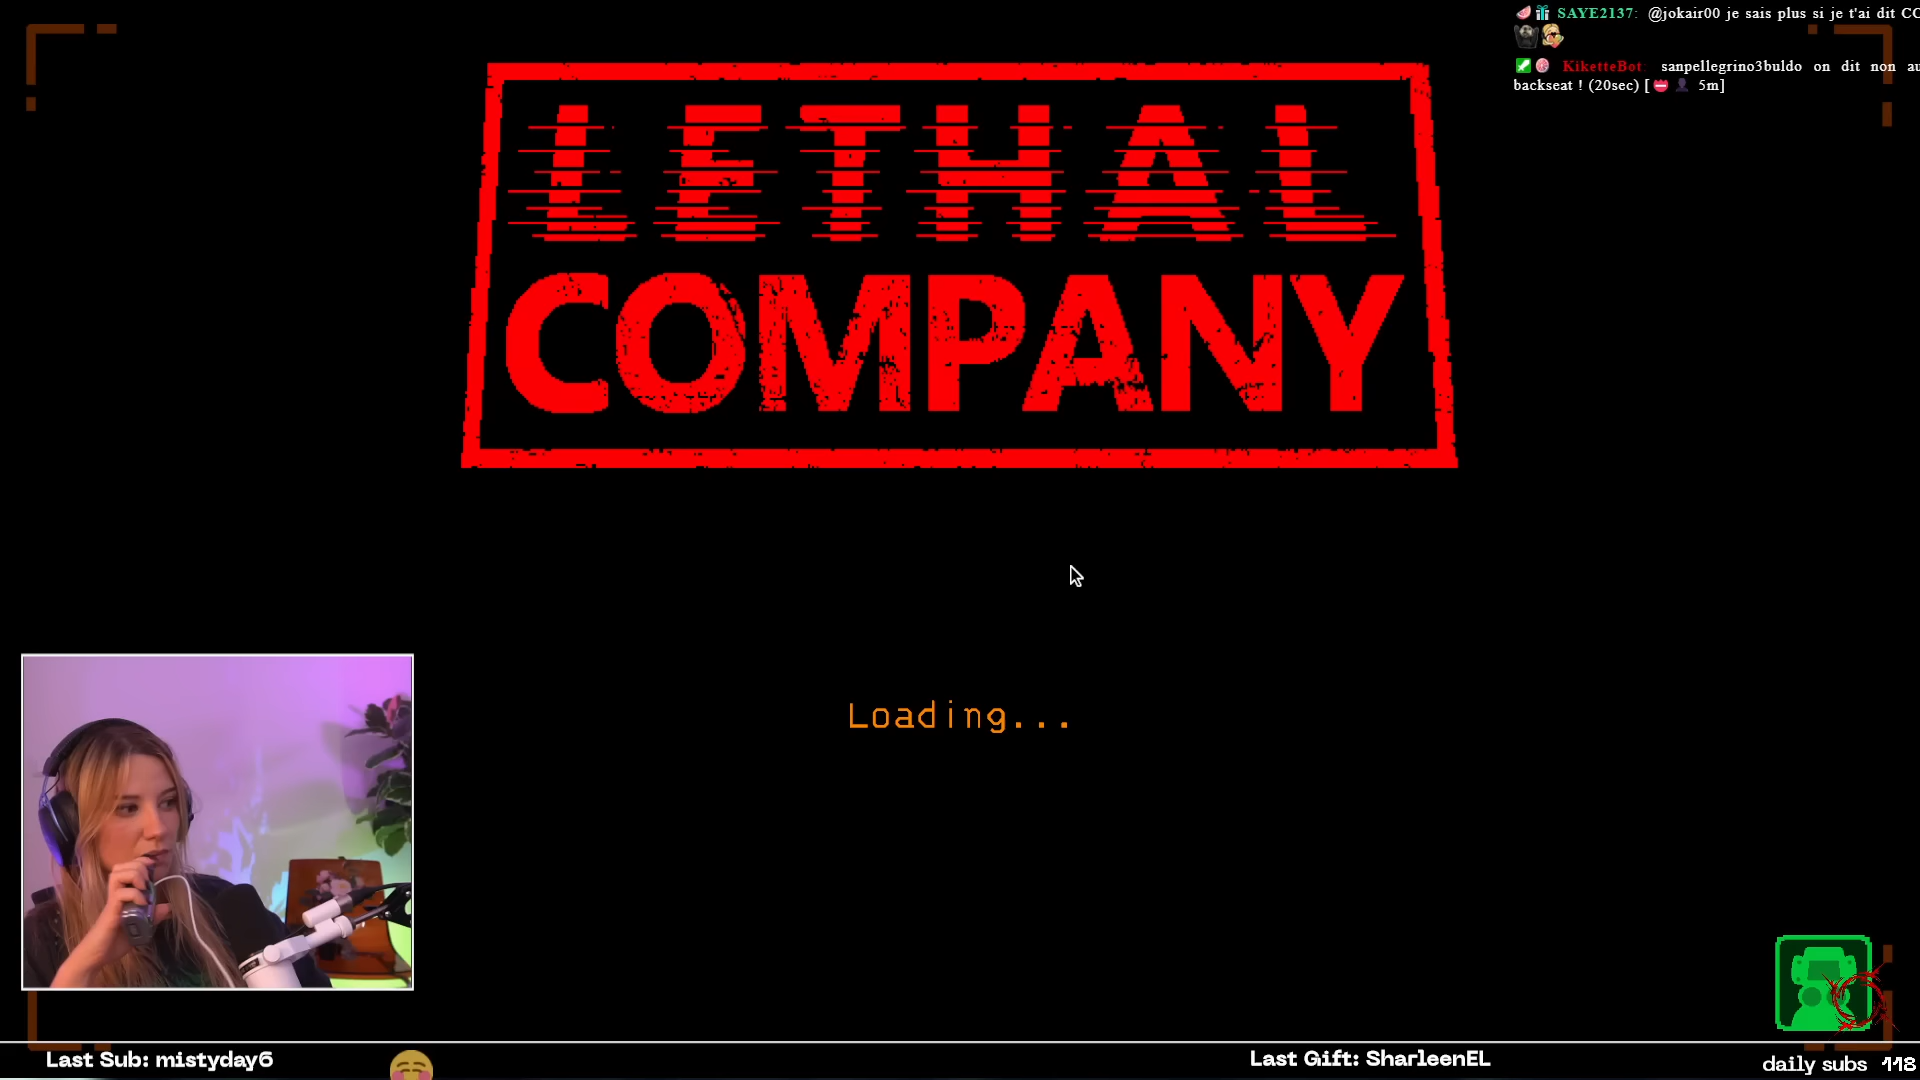 SAYE2137: @jokair00 je sais plus si je t'ai dit CO
KiketteBot: sanpellegrino3buldo on dit non au
backseat ! (20sec) [ 5m]
LETHAL
COMPANY
Loading...
Last Sub: mistyday6
Last Gift: SharleenEL
daily subs 118